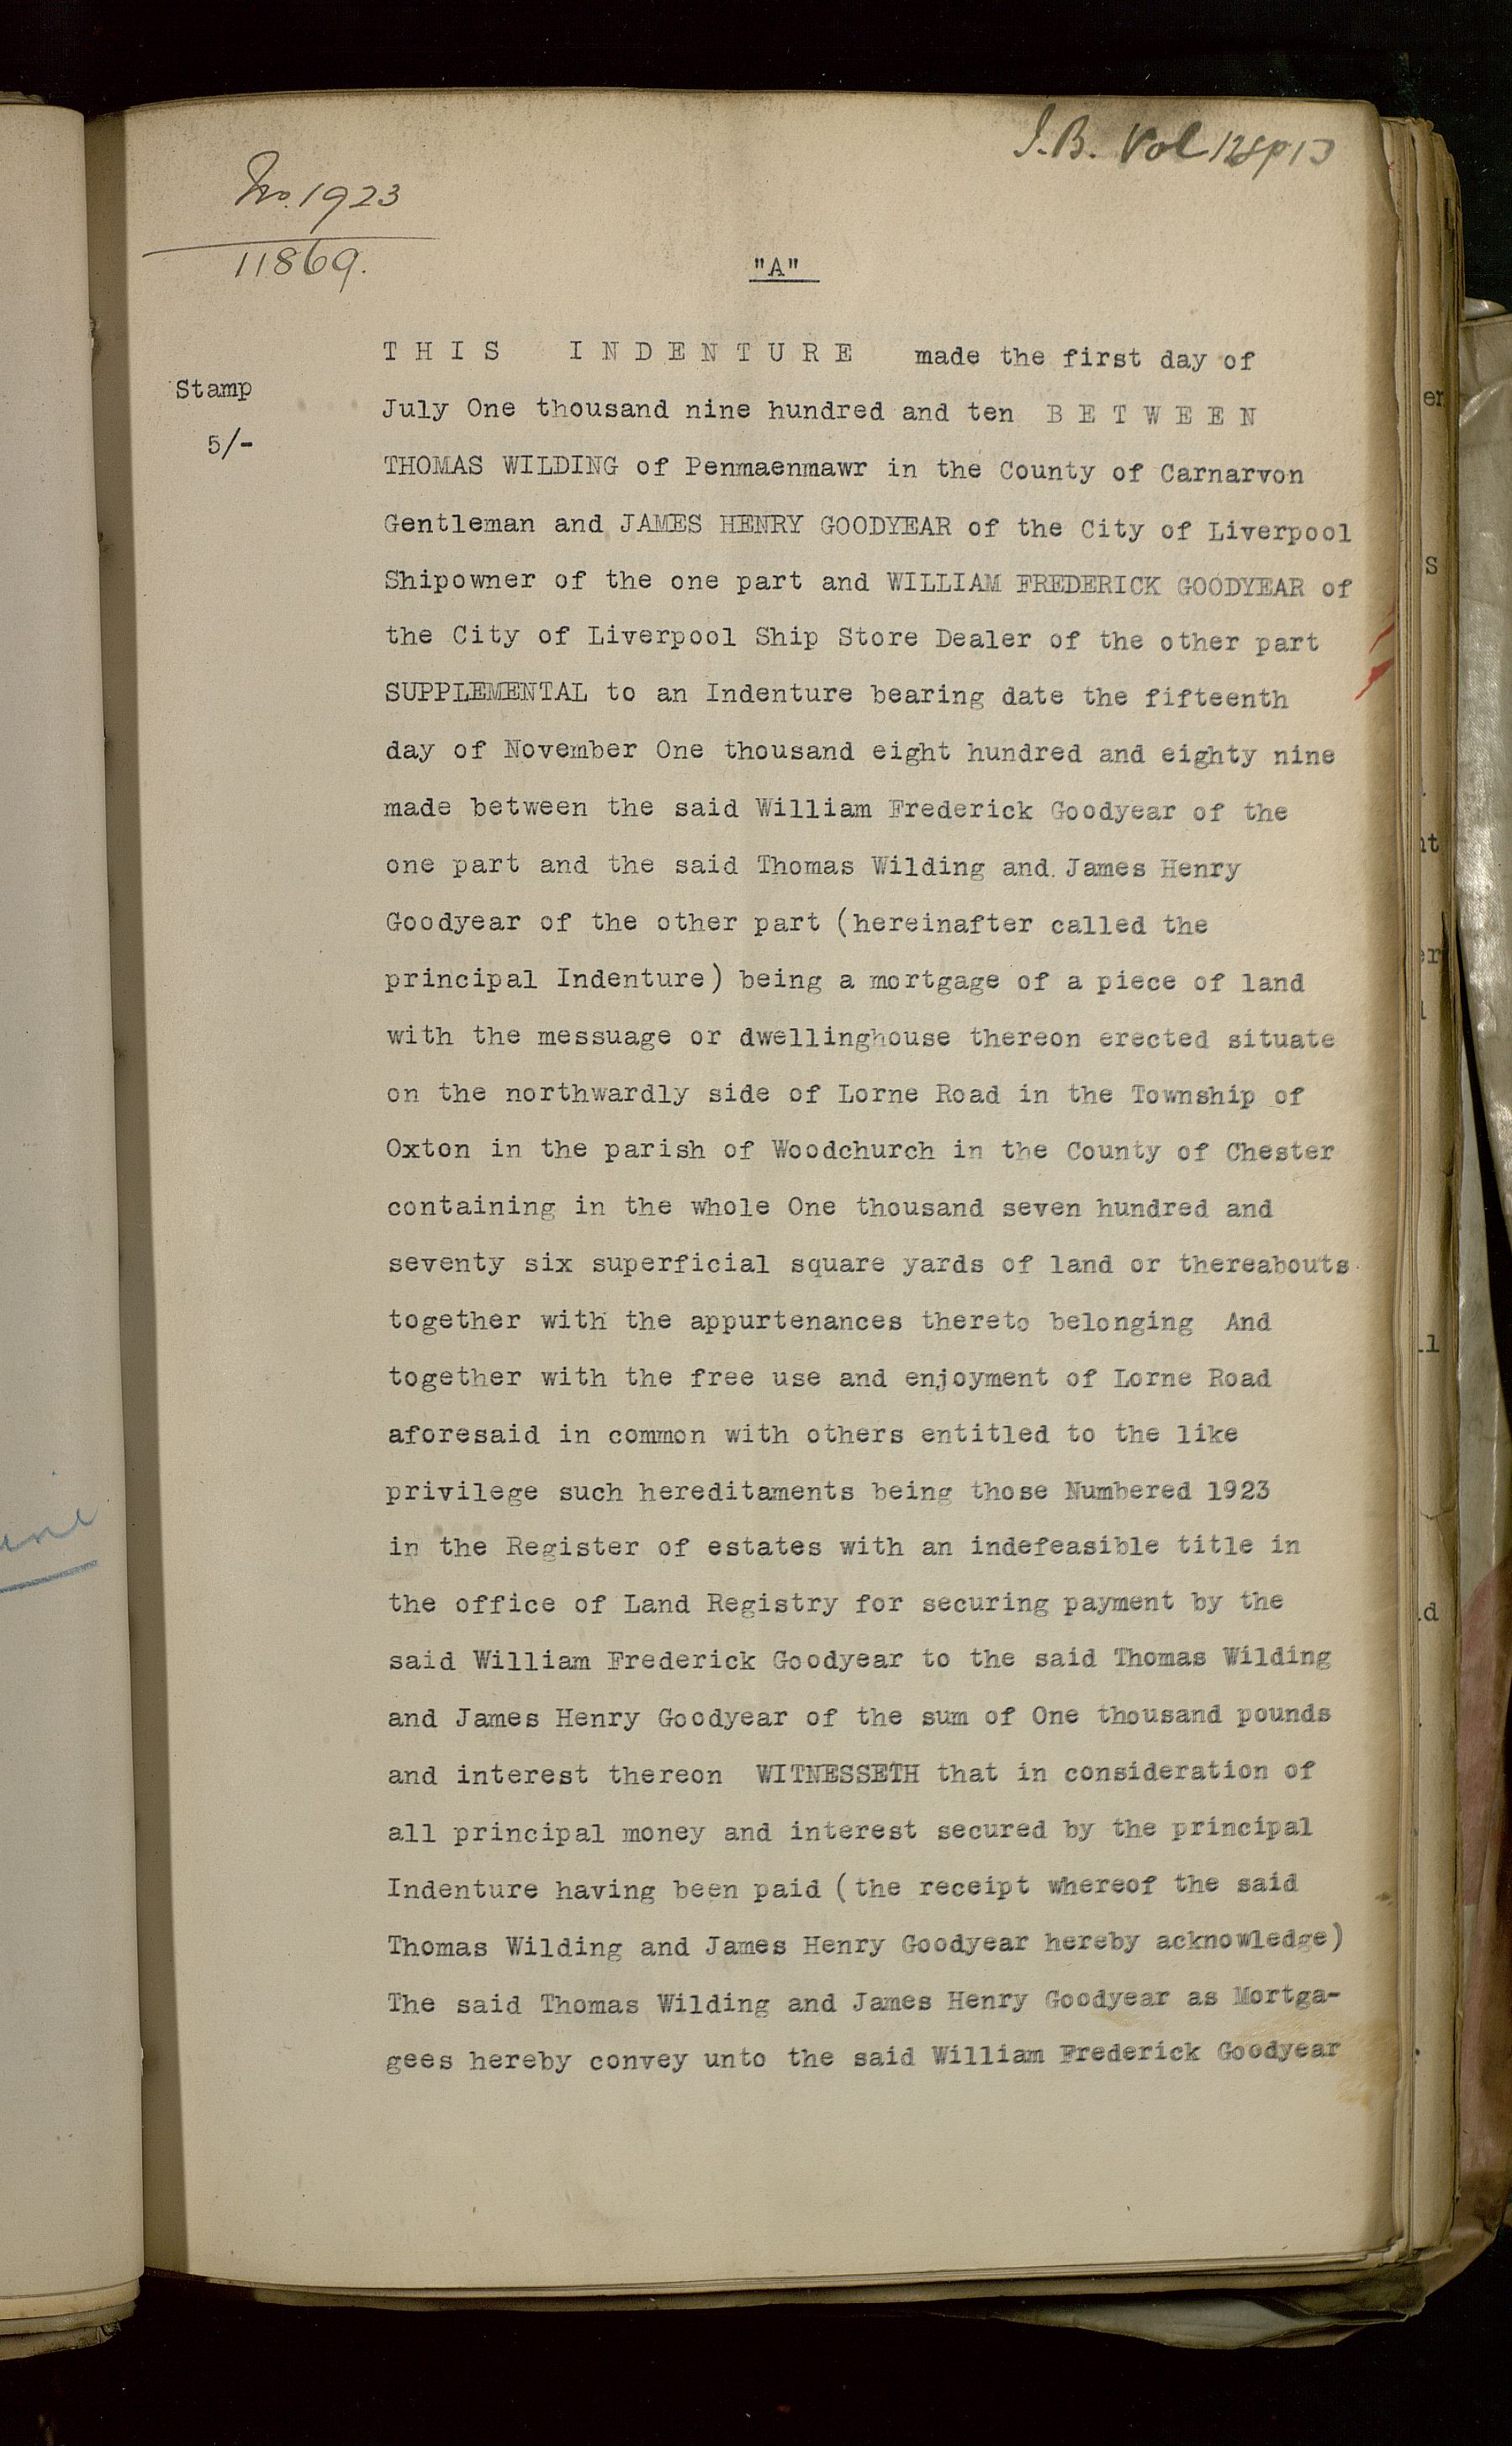 I.B. Vol 128 p 13
No. 1923
11869.
"A"
THIS INDENTURE made the first day of
Stamp
July One thousand nine hundred and ten BETWEEN
5/-
THOMAS WILDING of Penmaenmawr in the County of Carnarvon
Gentleman and JAMES HENRY GOODYEAR of the City of Liverpool
Shipowner of the one part and WILLIAM FREDERICK GOODYEAR of
the City of Liverpool Ship Store Dealer of the other part
SUPPLEMENTAL to an Indenture bearing date the fifteenth
day of November One thousand eight hundred and eighty nine
made between the said William Frederick Goodyear of the
one part and the said Thomas Wilding and James Henry
Goodyear of the other part (hereinafter called the
principal Indenture) being a mortgage of a piece of land
with the messuage or dwellinghouse thereon erected situate
on the northwardly side of Lorne Road in the Township of
Oxton in the parish of Woodchurch in the County of Chester
containing in the whole One thousand seven hundred and
seventy six superficial square yards of land or thereabouts
together with the appurtenances thereto belonging And
together with the free use and enjoyment of Lorne Road
aforesaid in common with others entitled to the like
privilege such hereditaments being those Numbered 1923
in the Register of estates with an indefeasible title in
the office of Land Registry for securing payment by the
said William Frederick Goodyear to the said Thomas Wilding
and James Henry Goodyear of the sum of One thousand pounds
and interest thereon WITNESSETH that in consideration of
all principal money and interest secured by the principal
Indenture having been paid (the receipt whereof the said
Thomas Wilding and James Henry Goodyear hereby acknowledge)
The said Thomas Wilding and James Henry Goodyear as Mortga-
gees hereby convey unto the said William Frederick Goodyear